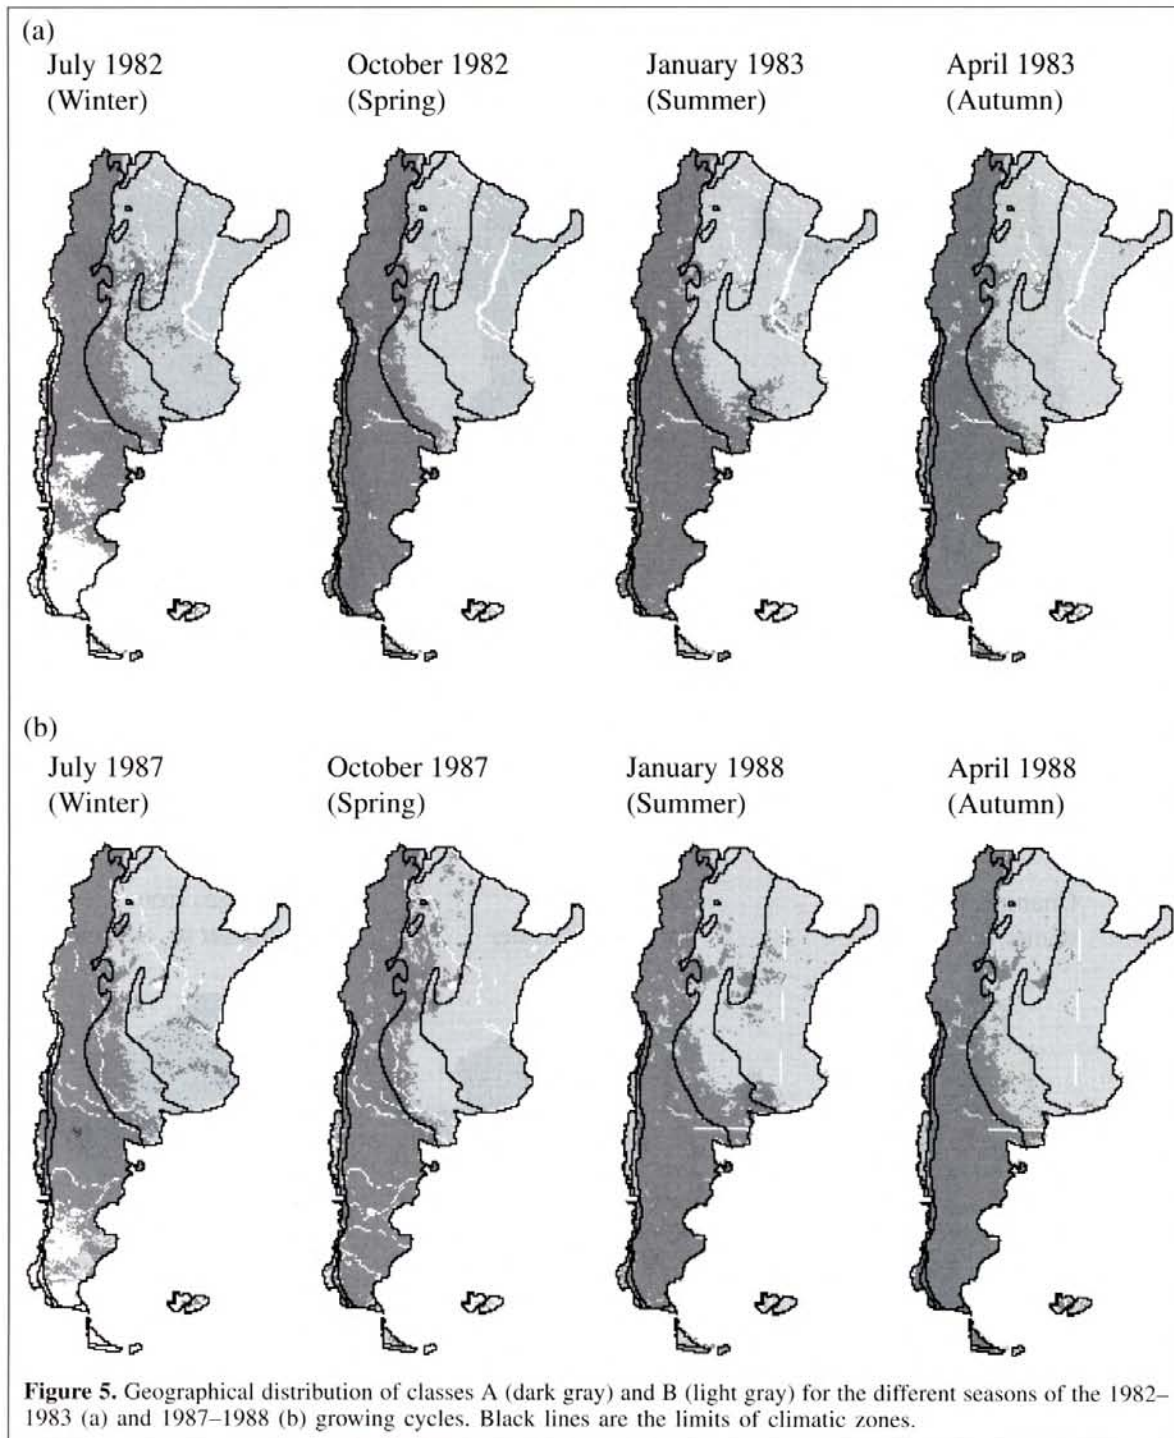 (a)
July 1982
(Winter)
October 1982
(Spring)
January 1983
(Summer)
April 1983
(Autumn)
(b)
July 1987
(Winter)
October 1987
(Spring)
January 1988
(Summer)
April 1988
(Autumn)
Figure 5. Geographical distribution of classes A (dark gray) and B (light gray) for the different seasons of the 1982–
1983 (a) and 1987–1988 (b) growing cycles. Black lines are the limits of climatic zones.